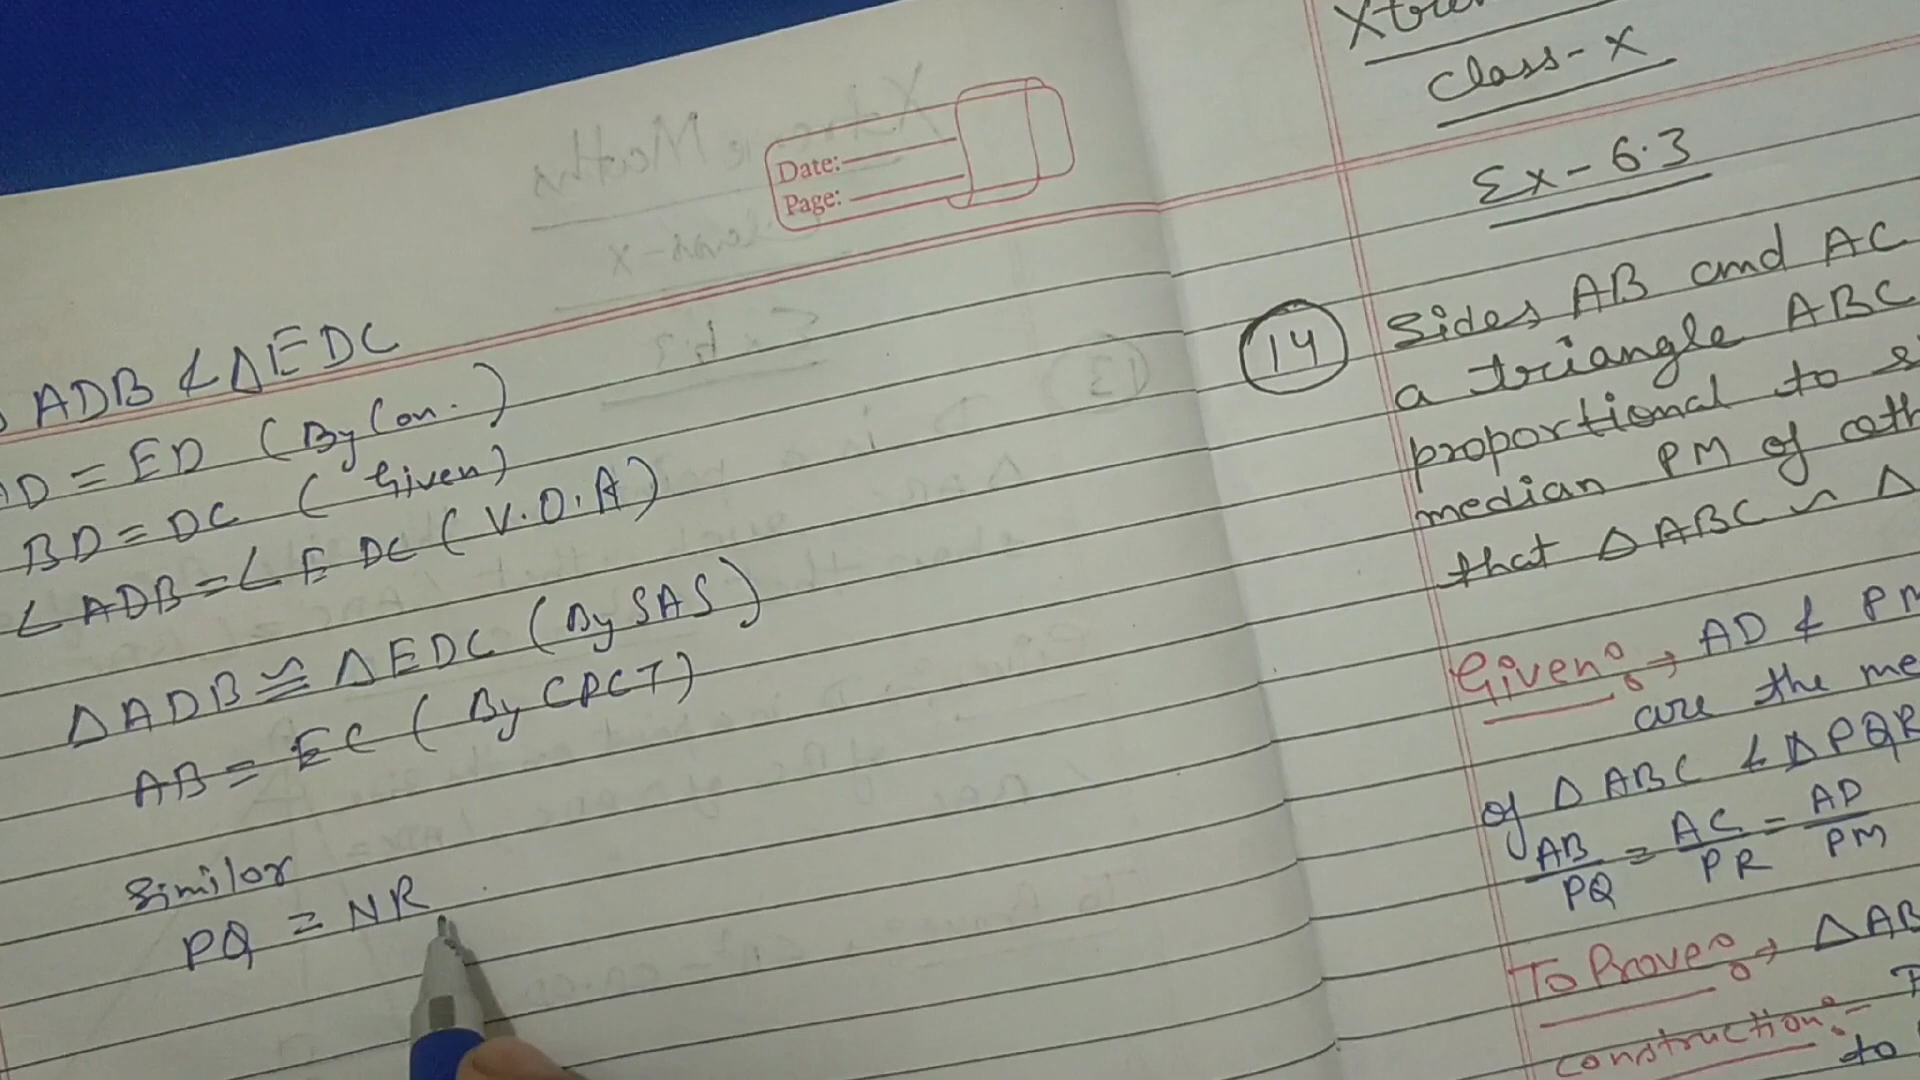 Date:
Page:
ADB & ΔEDC
AD = ED (By Con.)
BD = DC (Given)
∠ADB = ∠EDC (V.O.A)
ΔADB ≅ ΔEDC (By SAS)
AB = EC (By CPCT)
Similar
PQ = NR
Class-X
Ex-6.3
14
Sides AB and AC
a triangle ABC
proportional to
median PM of
that ΔABC ~ Δ
Given:→ AD & PM
are the
of ΔABC & ΔPQR
AB/PQ = AC/PR = AD/PM
To Prove:→ ΔAB
Construction:-
to